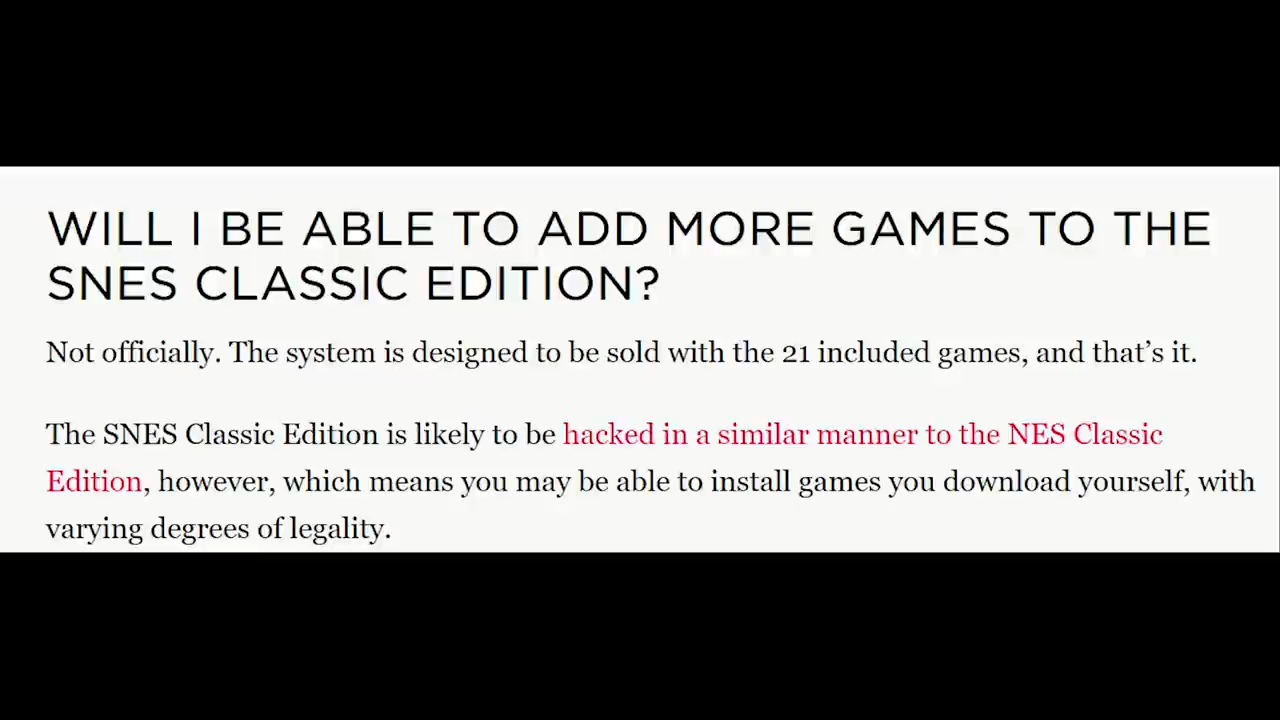 WILL I BE ABLE TO ADD MORE GAMES TO THE
SNES CLASSIC EDITION?
Not officially. The system is designed to be sold with the 21 included games, and that’s it.
The SNES Classic Edition is likely to be hacked in a similar manner to the NES Classic
Edition, however, which means you may be able to install games you download yourself, with
varying degrees of legality.